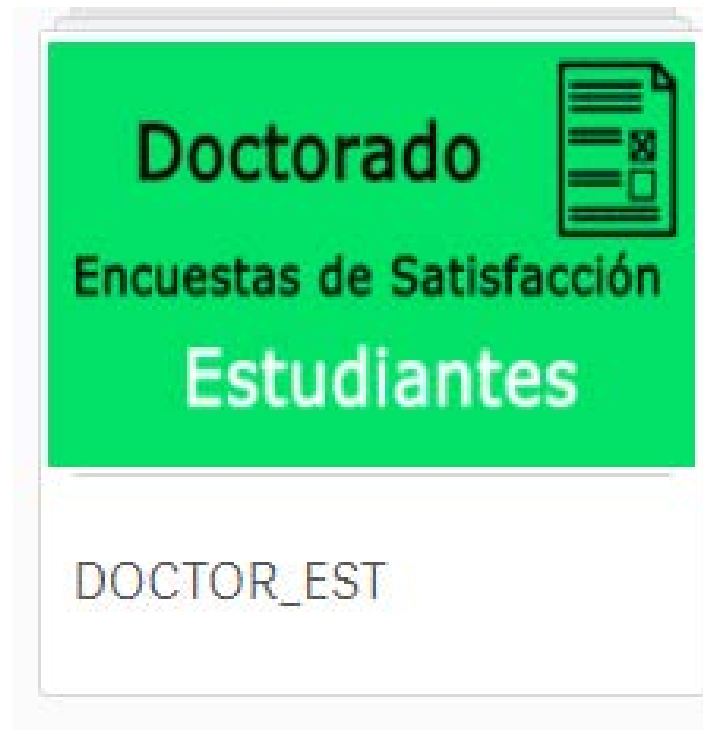 Doctorado
Encuestas de Satisfacción
Estudiantes
DOCTOR_EST